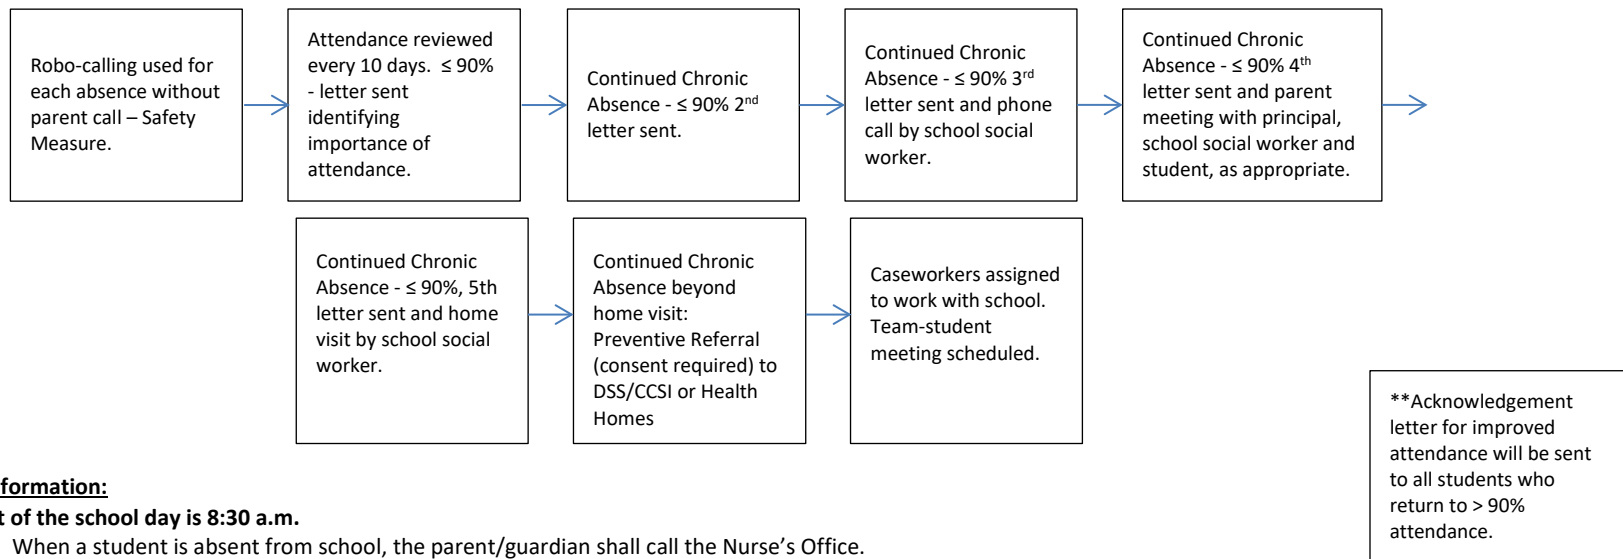 Robo-calling used for
each absence without
parent call – Safety
Measure.
Attendance reviewed
every 10 days.  ≤ 90%
- letter sent
identifying
importance of
attendance.
Continued Chronic
Absence - ≤ 90% 2nd
letter sent.
Continued Chronic
Absence - ≤ 90% 3rd
letter sent and phone
call by school social
worker.
Continued Chronic
Absence - ≤ 90% 4th
letter sent and parent
meeting with principal,
school social worker and
student, as appropriate.
Continued Chronic
Absence - ≤ 90%, 5th
letter sent and home
visit by school social
worker.
Continued Chronic
Absence beyond
home visit:
Preventive Referral
(consent required) to
DSS/CCSI or Health
Homes
Caseworkers assigned
to work with school.
Team-student
meeting scheduled.
**Acknowledgement
letter for improved
attendance will be sent
to all students who
return to > 90%
attendance.
formation:
t of the school day is 8:30 a.m.
When a student is absent from school, the parent/guardian shall call the Nurse’s Office.